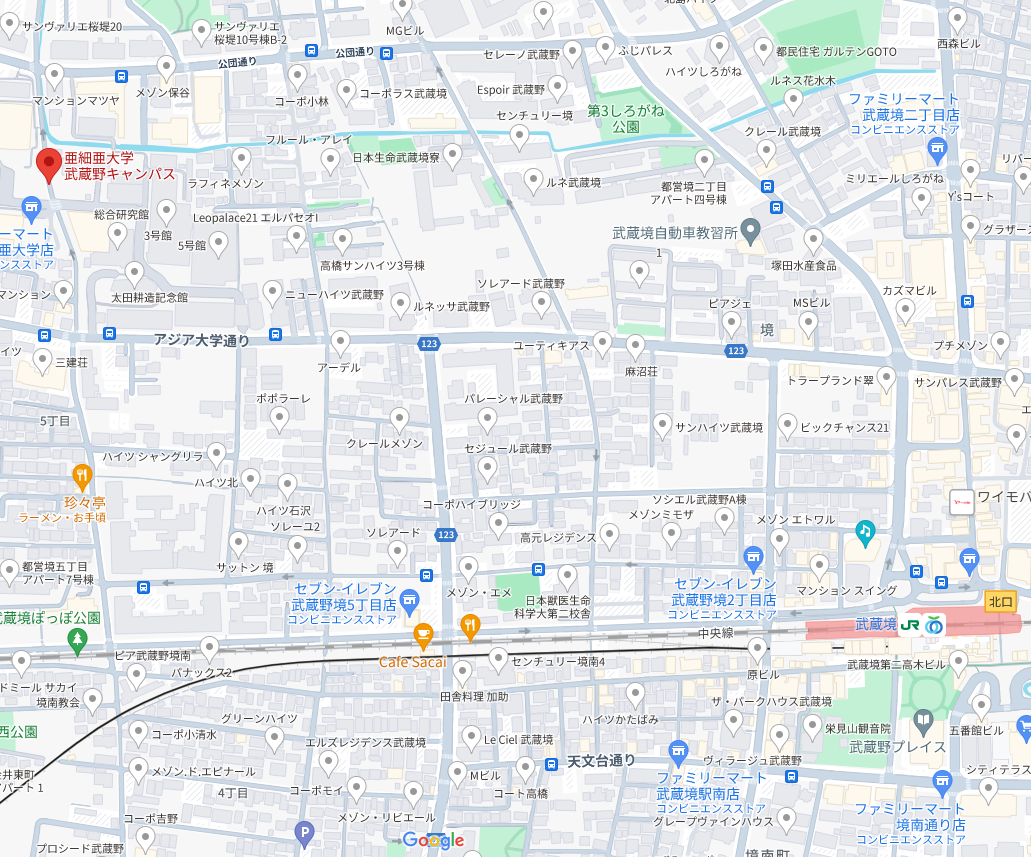 サンヴァリエ桜堤20
サンヴァリエ
桜堤10号棟B-2
MGビル
公団通り
公団通り
セレーノ武蔵野
ふじパレス
ハイツしろがね
都民住宅 ガルテンGOTO
西森ビル
マンションマツヤ
メゾン保谷
コーポ小林
コーポラス武蔵境
Espoir 武蔵野
センチュリー境
第3しろがね
公園
ルネス花水木
ファミリーマート
武蔵境二丁目店
コンビニエンスストア
クレール武蔵境
フルール・アレイ
日本生命武蔵境寮
亜細亜大学
武蔵野キャンパス
ラフィネメゾン
ルネ武蔵境
都営境二丁目
アパート四号棟
ミリエールしろがね
Y'sコート
リバー
総合研究館
3号館
5号館
Leopalace21 エルパセオI
ーマート
亜大学店
ンスストア
高橋サンハイツ3号棟
武蔵境自動車教習所
1
塚田水産食品
グラザー
マンション
太田耕造記念館
ニューハイツ武蔵野
ルネッサ武蔵野
ソレアード武蔵野
ピアジェ
MSビル
カズマビル
境
アジア大学通り
123
123
ユーティキアス
プチメゾン
イツ
三建荘
アーデル
麻沼荘
トラープランド翠
サンパレス武蔵野
ポポラーレ
バレーシャル武蔵野
5丁目
クレールメゾン
サンハイツ武蔵境
ビックチャンス21
エ
ハイツ シャングリラ
セジュール武蔵野
ハイツ北
珍々亭
ラーメン・お手頃
ハイツ石沢
コーポハイブリッジ
ソシエル武蔵野A棟
ワイモバ
ソレーユ2
ソレアード
123
高元レジデンス
メゾンミモザ
メゾン エトワル
都営境五丁目
アパート7号棟
サットン 境
セブン-イレブン
武蔵野境5丁目店
コンビニエンスストア
メゾン・エメ
日本獣医生命
科学大第二校舎
セブン-イレブン
武蔵野境2丁目店
コンビニエンスストア
マンション スイング
北口
武蔵境ぽっぽ公園
中央線
武蔵境
JR
ピア武蔵野境南
Cafe Sacai
センチュリー境南4
パナックス2
原ビル
武蔵境第二高木ビル
ドミール サカイ
境南教会
田舎料理 加助
ザ・パークハウス武蔵境
西公園
コーポ小清水
グリーンハイツ
エルズレジデンス武蔵境
Le Ciel 武蔵境
ハイツかたばみ
栄見山観音院
武蔵野プレイス
五番館ビル
井東町
パート 1
メゾン.ド.エピナール
4丁目
コーポモイ
Mビル
コート高橋
天文台通り
ヴィラージュ武蔵野
ファミリーマート
武蔵境駅南店
コンビニエンスストア
シティテラス
コーポ吉野
メゾン・リビエール
グレープヴァインハウス
ファミリーマート
境南通り店
コンビニエンスストア
P
Google
プロシード武蔵野
境南町